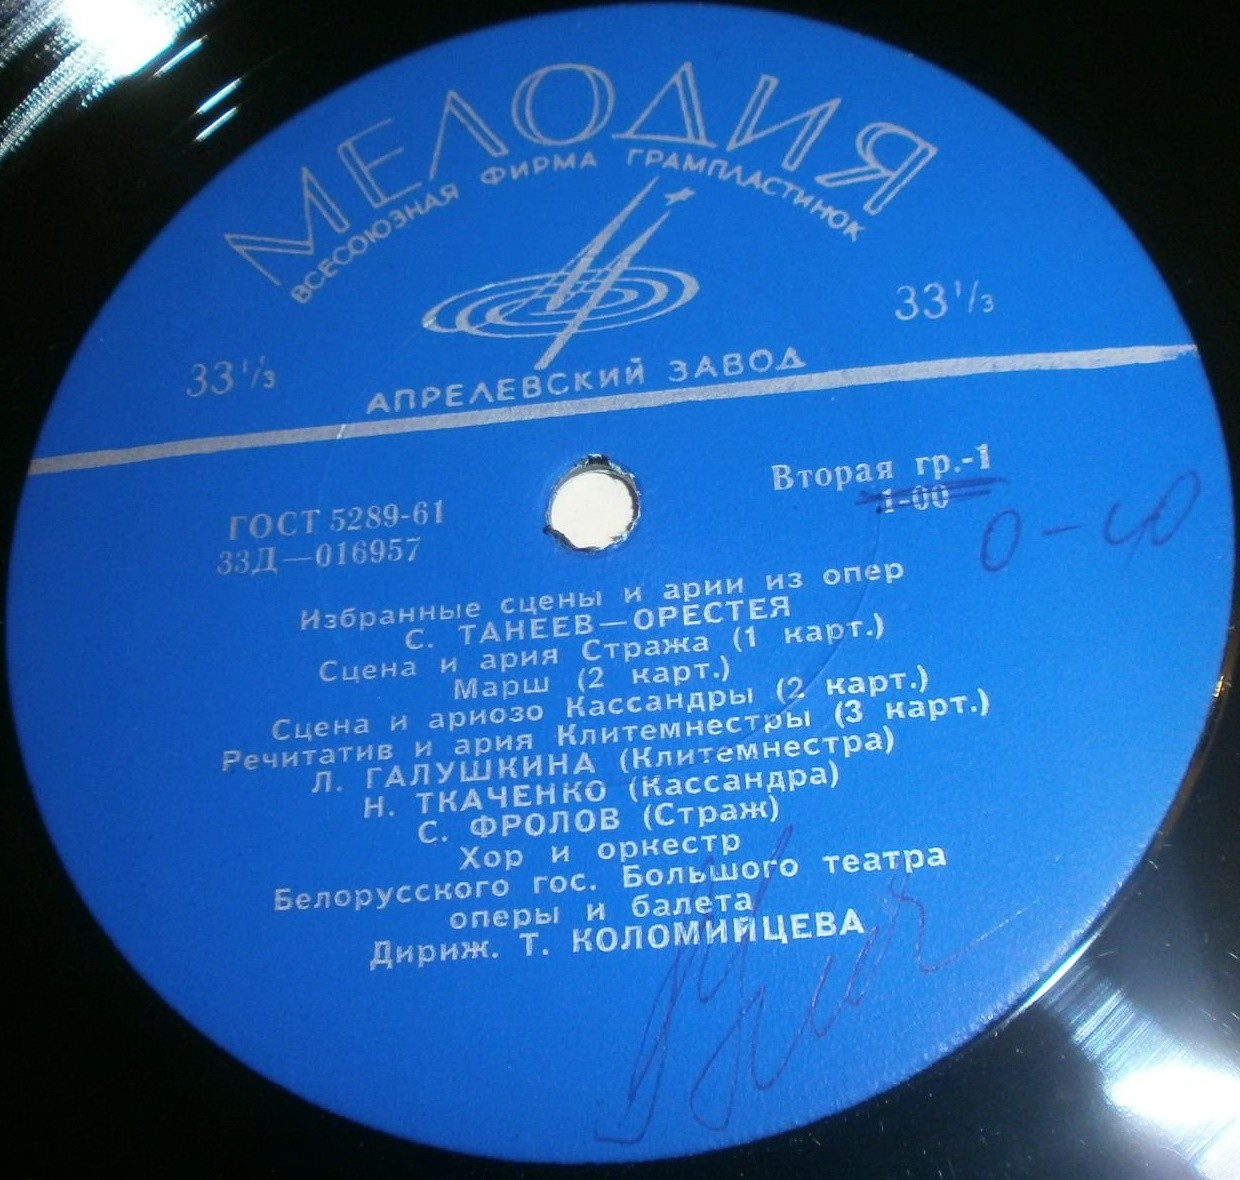 МЕЛОДИЯ
ВСЕСОЮЗНАЯ ФИРМА ГРАМПЛАСТИНОК
33 1/3
33 1/3
АПРЕЛЕВСКИЙ ЗАВОД
Вторая гр.-1
1-00
0-40
ГОСТ 5289-61
33Д—016957
Избранные сцены и арии из опер
С. ТАНЕЕВ—ОРЕСТЕЯ
Сцена и ария Стража (1 карт.)
Марш (2 карт.)
Сцена и ариозо Кассандры (2 карт.)
Речитатив и ария Клитемнестры (3 карт.)
Л. ГАЛУШКИНА (Клитемнестра)
Н. ТКАЧЕНКО (Кассандра)
С. ФРОЛОВ (Страж)
Хор и оркестр
Белорусского гос. Большого театра
оперы и балета
Дириж. Т. КОЛОМИЙЦЕВА